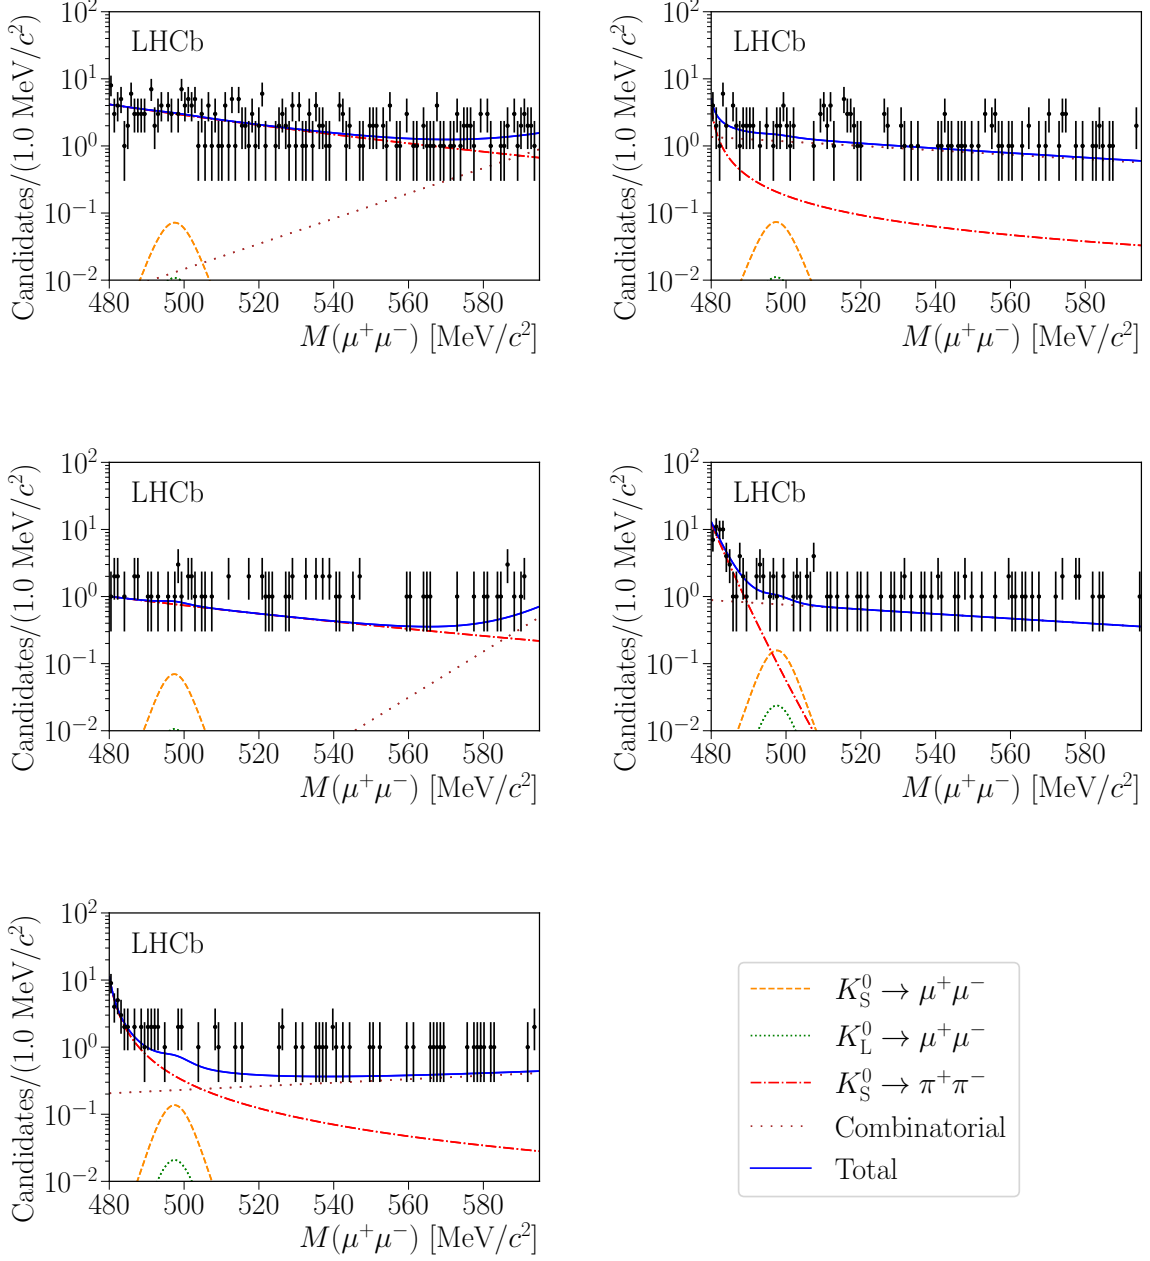 10² 10² 
LHCb LHCb
10¹ 10¹
10⁰ 10⁰
10⁻¹ 10⁻¹
10⁻² 10⁻²
Candidates/(1.0 MeV/c²) Candidates/(1.0 MeV/c²)
480 500 520 540 560 580 480 500 520 540 560 580
M(μ⁺μ⁻) [MeV/c²] M(μ⁺μ⁻) [MeV/c²]
10² 10²
LHCb LHCb
10¹ 10¹
10⁰ 10⁰
10⁻¹ 10⁻¹
10⁻² 10⁻²
Candidates/(1.0 MeV/c²) Candidates/(1.0 MeV/c²)
480 500 520 540 560 580 480 500 520 540 560 580
M(μ⁺μ⁻) [MeV/c²] M(μ⁺μ⁻) [MeV/c²]
10²
LHCb
10¹
10⁰
10⁻¹
10⁻²
Candidates/(1.0 MeV/c²)
480 500 520 540 560 580
M(μ⁺μ⁻) [MeV/c²]
K_S⁰ → μ⁺μ⁻
K_L⁰ → μ⁺μ⁻
K_S⁰ → π⁺π⁻
Combinatorial
Total